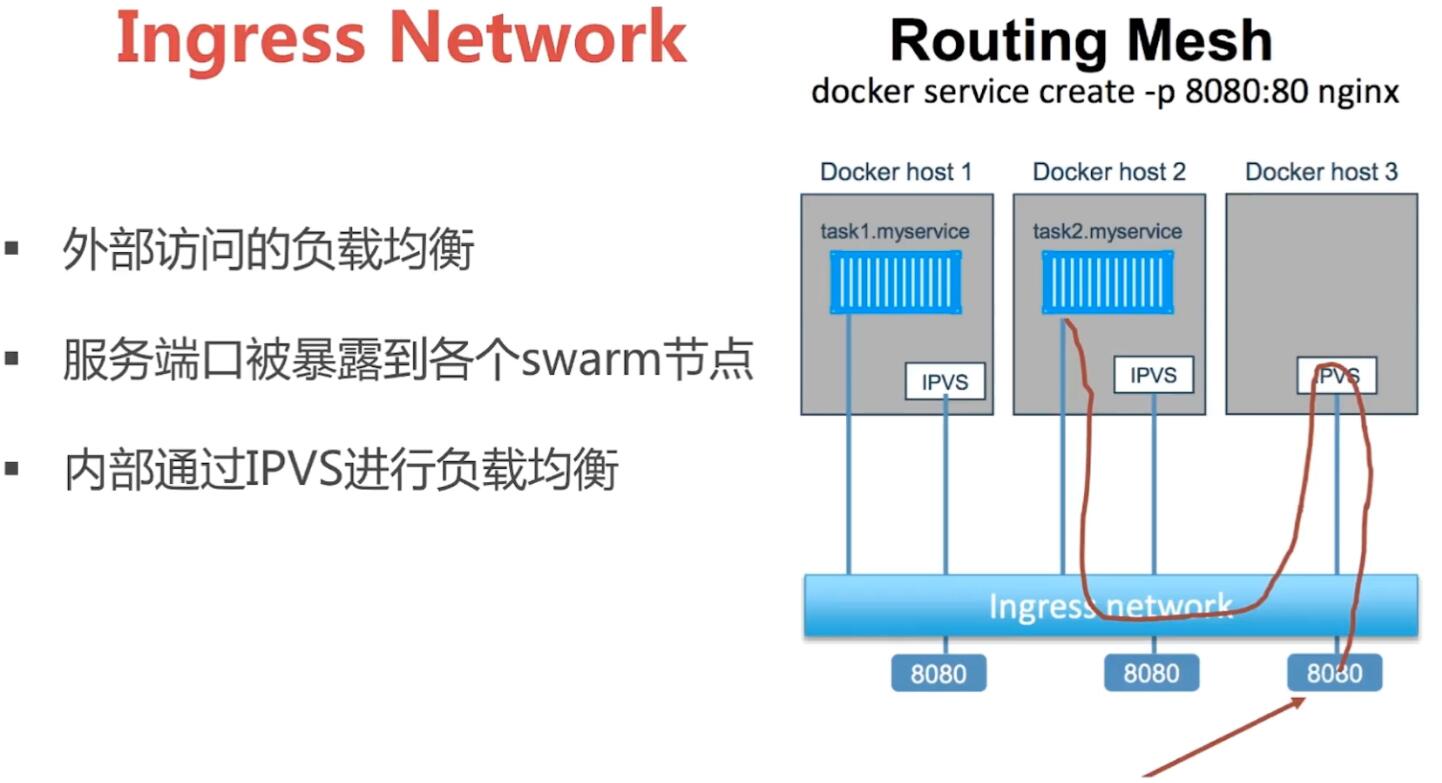 Ingress Network
▪ 外部访问的负载均衡
▪ 服务端口被暴露到各个swarm节点
▪ 内部通过IPVS进行负载均衡
Routing Mesh
docker service create -p 8080:80 nginx
Docker host 1 Docker host 2 Docker host 3
task1.myservice task2.myservice
IPVS IPVS IPVS
Ingress network
8080 8080 8080